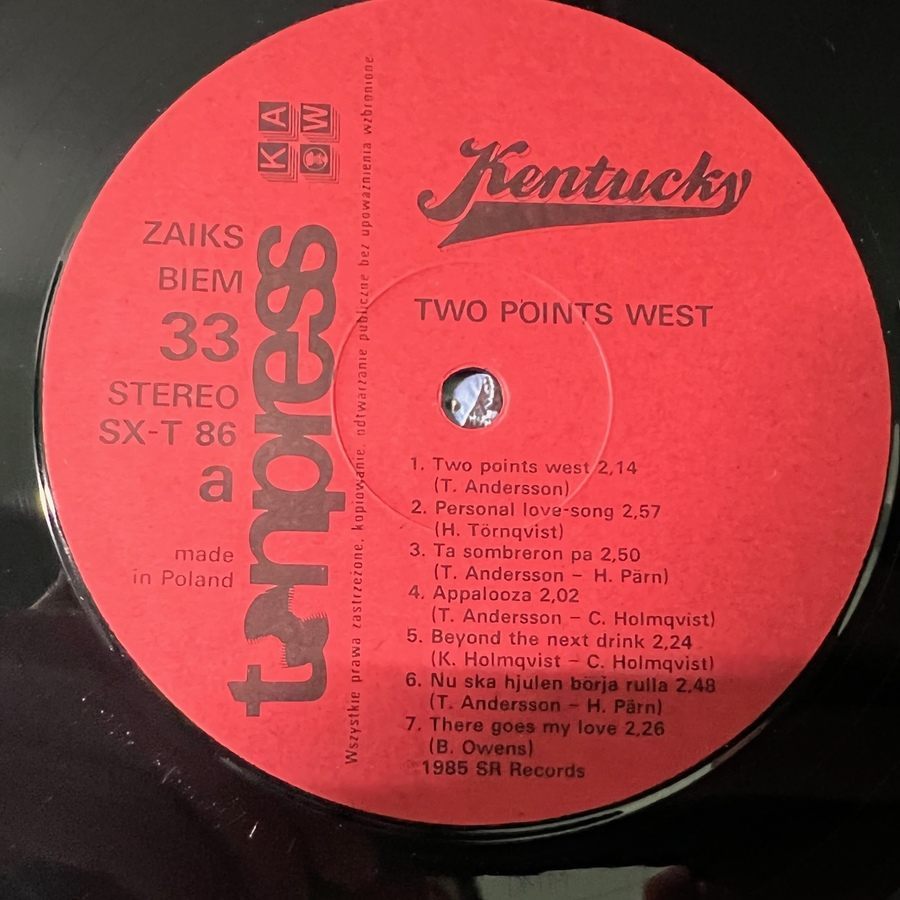 KAW
ZAIKS
BIEM
33
STEREO
SX-T 86
a
made
in Poland
tonpress
Wszystkie prawa zastrzeżone, kopiowanie, odtwarzanie publiczne bez upoważnienia wzbronione.
Kentucky
TWO POINTS WEST
1. Two points west 2,14
(T. Andersson)
2. Personal love-song 2,57
(H. Törnqvist)
3. Ta sombreron pa 2,50
(T. Andersson – H. Pärn)
4. Appalooza 2,02
(T. Andersson – C. Holmqvist)
5. Beyond the next drink 2,24
(K. Holmqvist – C. Holmqvist)
6. Nu ska hjulen börja rulla 2,48
(T. Andersson – H. Pärn)
7. There goes my love 2,26
(B. Owens)
1985 SR Records